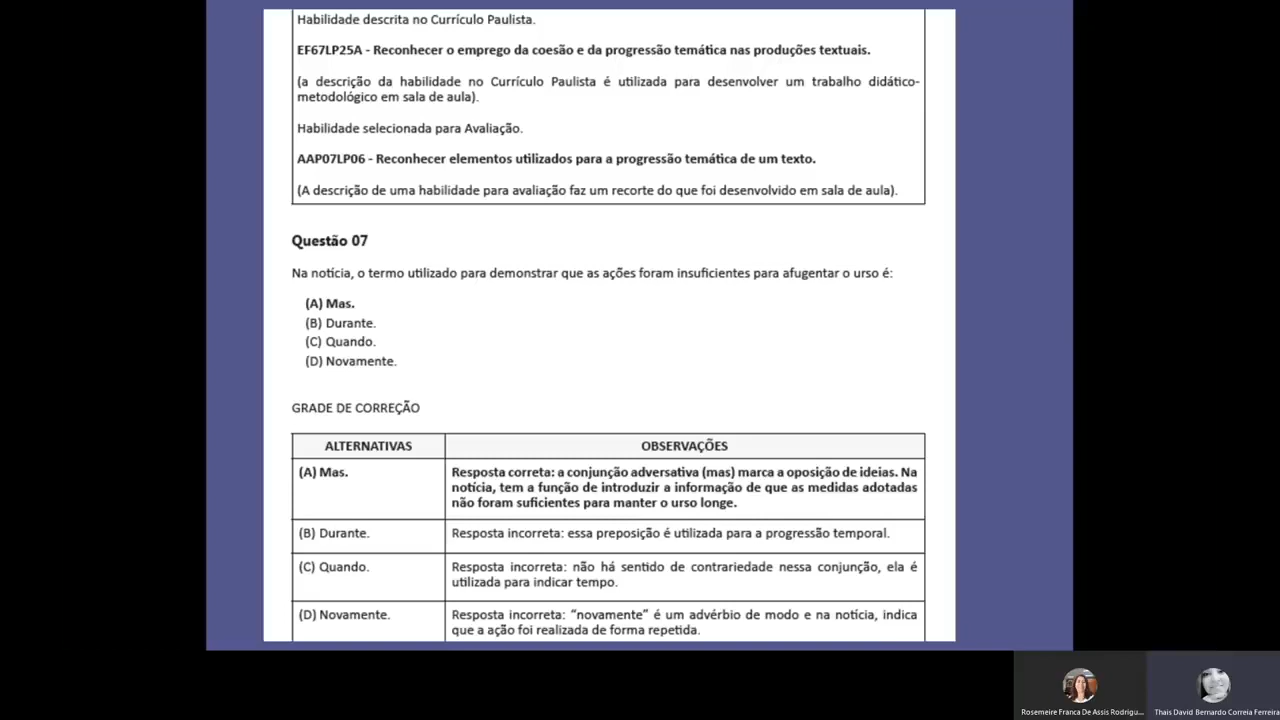 Habilidade descrita no Currículo Paulista.
EF67LP25A - Reconhecer o emprego da coesão e da progressão temática nas produções textuais.
(a descrição da habilidade no Currículo Paulista é utilizada para desenvolver um trabalho didático-
metodológico em sala de aula).
Habilidade selecionada para Avaliação.
AAP07LP06 - Reconhecer elementos utilizados para a progressão temática de um texto.
(A descrição de uma habilidade para avaliação faz um recorte do que foi desenvolvido em sala de aula).
Questão 07
Na notícia, o termo utilizado para demonstrar que as ações foram insuficientes para afugentar o urso é:
(A) Mas.
(B) Durante.
(C) Quando.
(D) Novamente.
GRADE DE CORREÇÃO
ALTERNATIVAS
OBSERVAÇÕES
(A) Mas.
Resposta correta: a conjunção adversativa (mas) marca a oposição de ideias. Na
notícia, tem a função de introduzir a informação de que as medidas adotadas
não foram suficientes para manter o urso longe.
(B) Durante.
Resposta incorreta: essa preposição é utilizada para a progressão temporal.
(C) Quando.
Resposta incorreta: não há sentido de contrariedade nessa conjunção, ela é
utilizada para indicar tempo.
(D) Novamente.
Resposta incorreta: “novamente” é um advérbio de modo e na notícia, indica
que a ação foi realizada de forma repetida.
Rosemeire Franca De Assis Rodrigu...
Thais David Bernardo Correia Ferreira